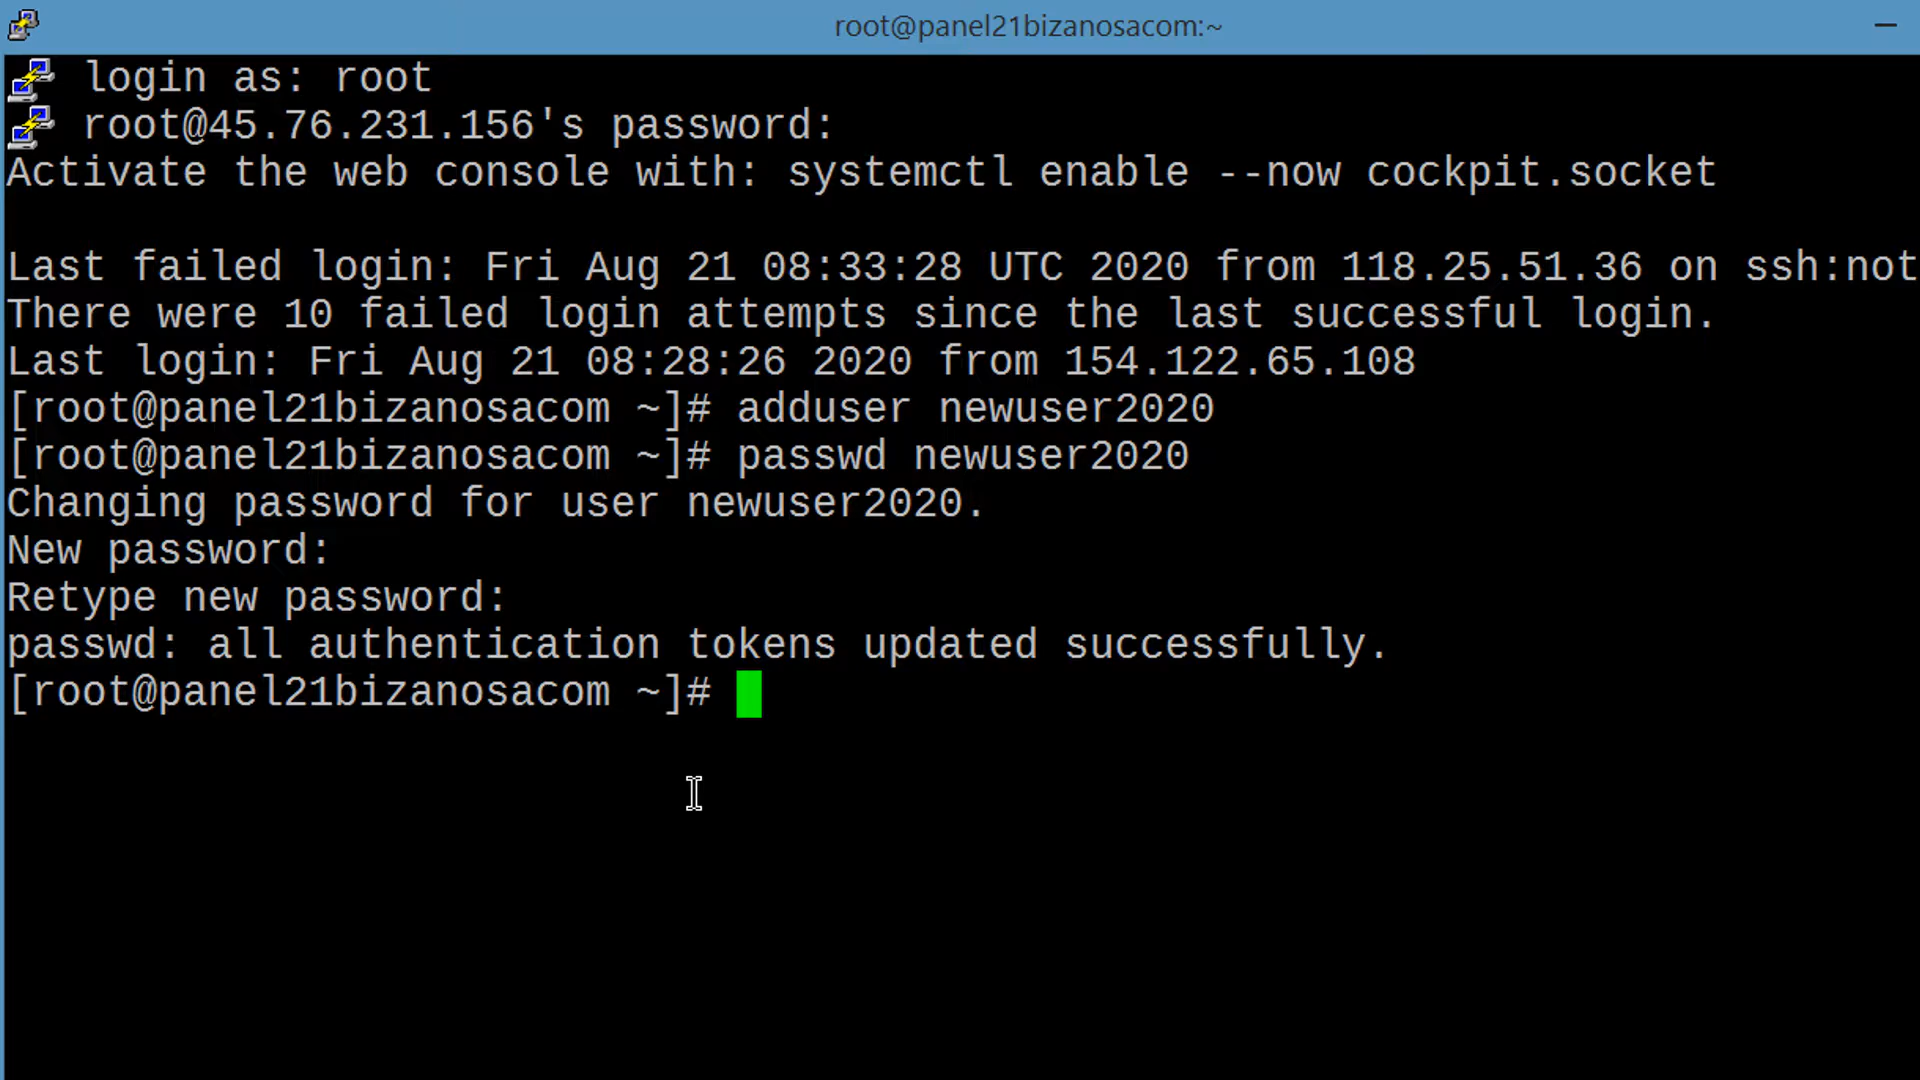 root@panel21bizanosacom:~
login as: root
root@45.76.231.156's password:
Activate the web console with: systemctl enable --now cockpit.socket
Last failed login: Fri Aug 21 08:33:28 UTC 2020 from 118.25.51.36 on ssh:not
There were 10 failed login attempts since the last successful login.
Last login: Fri Aug 21 08:28:26 2020 from 154.122.65.108
[root@panel21bizanosacom ~]# adduser newuser2020
[root@panel21bizanosacom ~]# passwd newuser2020
Changing password for user newuser2020.
New password:
Retype new password:
passwd: all authentication tokens updated successfully.
[root@panel21bizanosacom ~]#